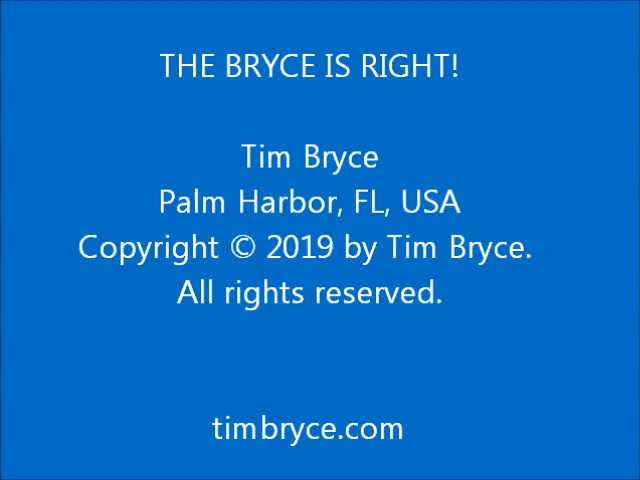 THE BRYCE IS RIGHT!
Tim Bryce
Palm Harbor, FL, USA
Copyright © 2019 by Tim Bryce.
All rights reserved.
timbryce.com